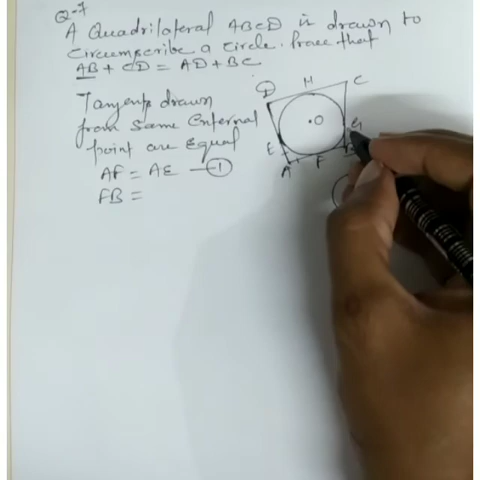 Q-7
A Quadrilateral ABCD is drawn to
Circumscribe a circle. Prove that
AB + CD = AD + BC
Tangents drawn
from same External
point are Equal
AF = AE —①
FB =
D
H
C
O
G
E
A
F
B